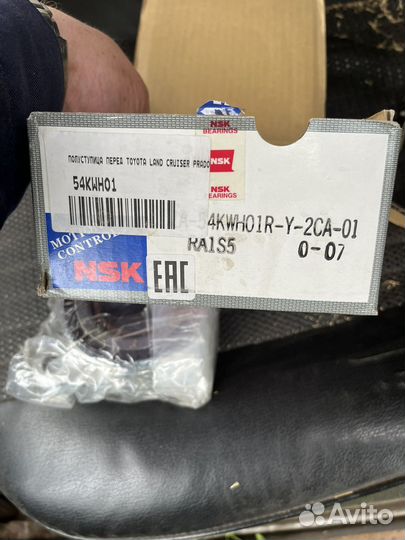 NSK
BEARINGS
NSK
NSK
BEARINGS
ПОЛУСТУПИЦА ПЕРЕД TOYOTA LAND CRUISER PRADO
54KWH01
4KWH01R-Y-2CA-01
RA1S5 0-07
CONTROL
NSK
EAC
Avito